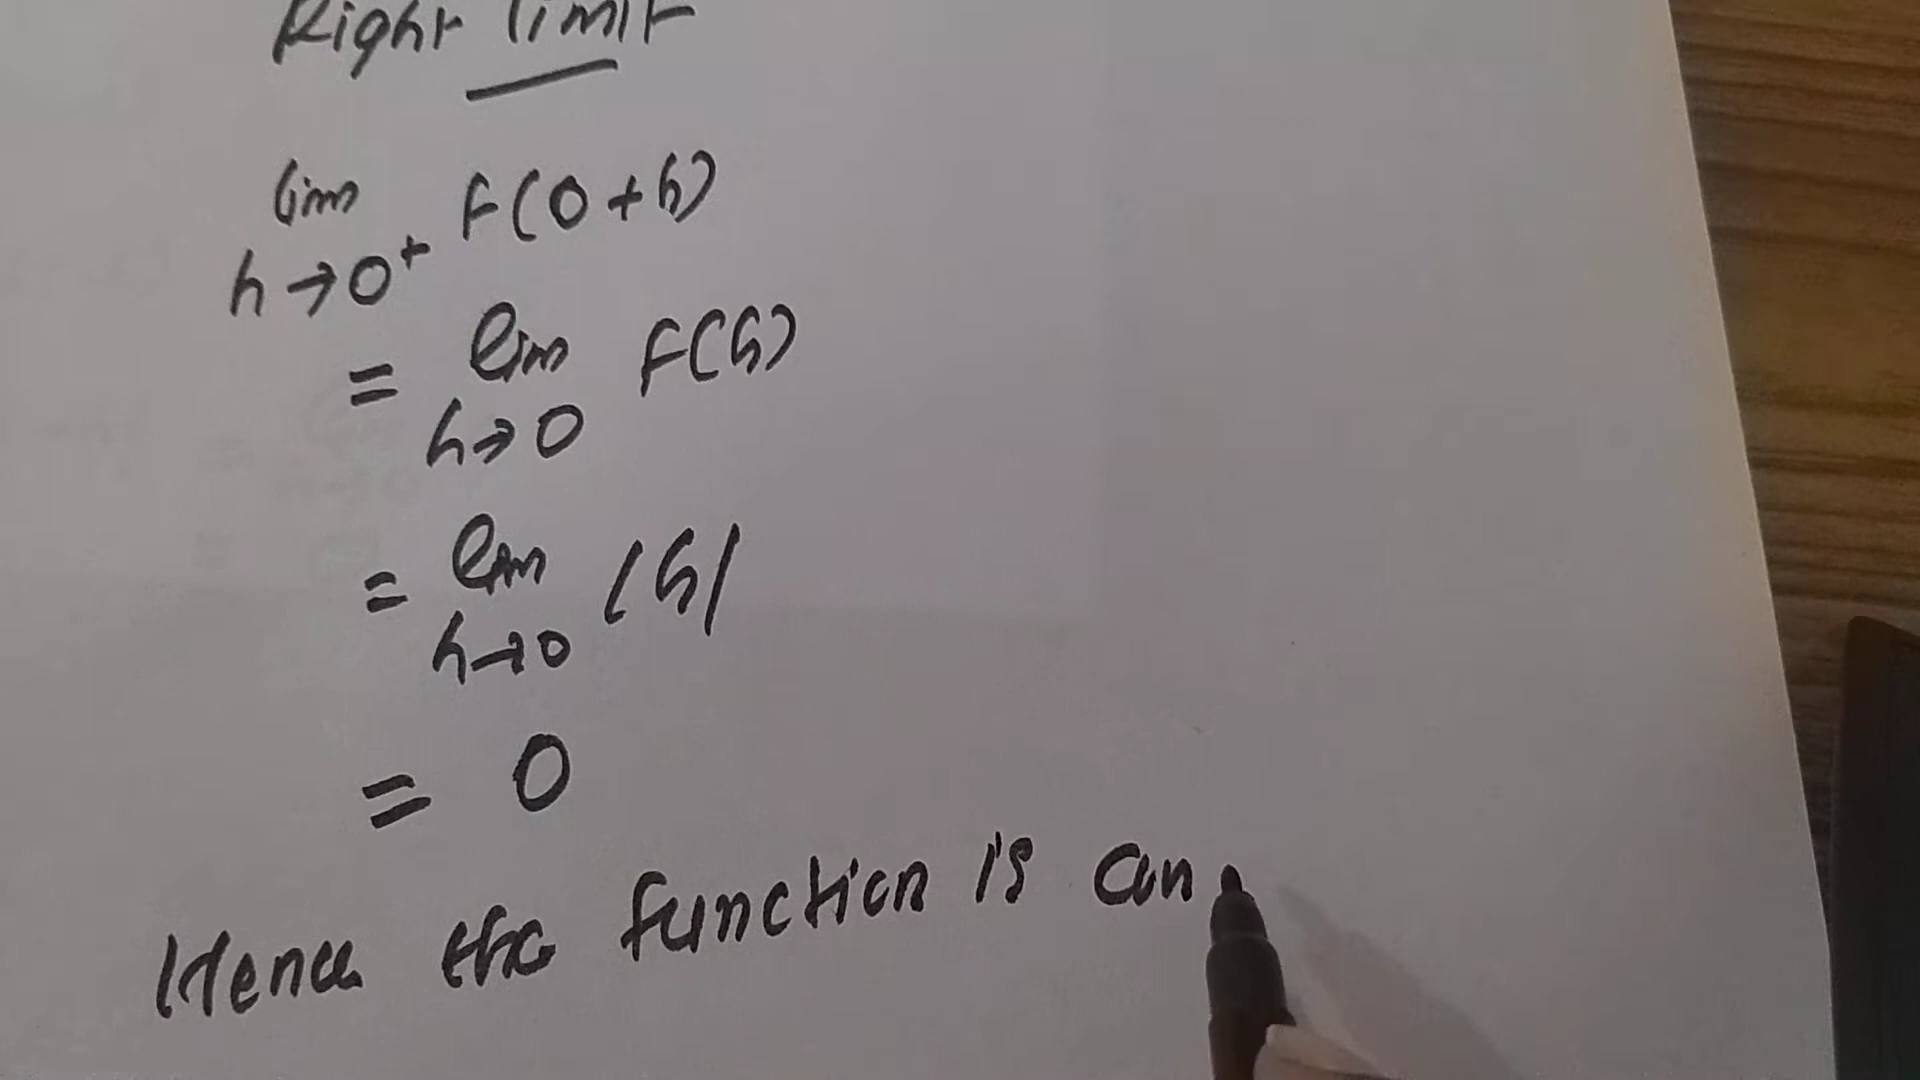 Right limit
lim F(0+h)
h→0⁺
= lim F(h)
h→0
= lim |h|
h→0
= 0
Hence the function is con